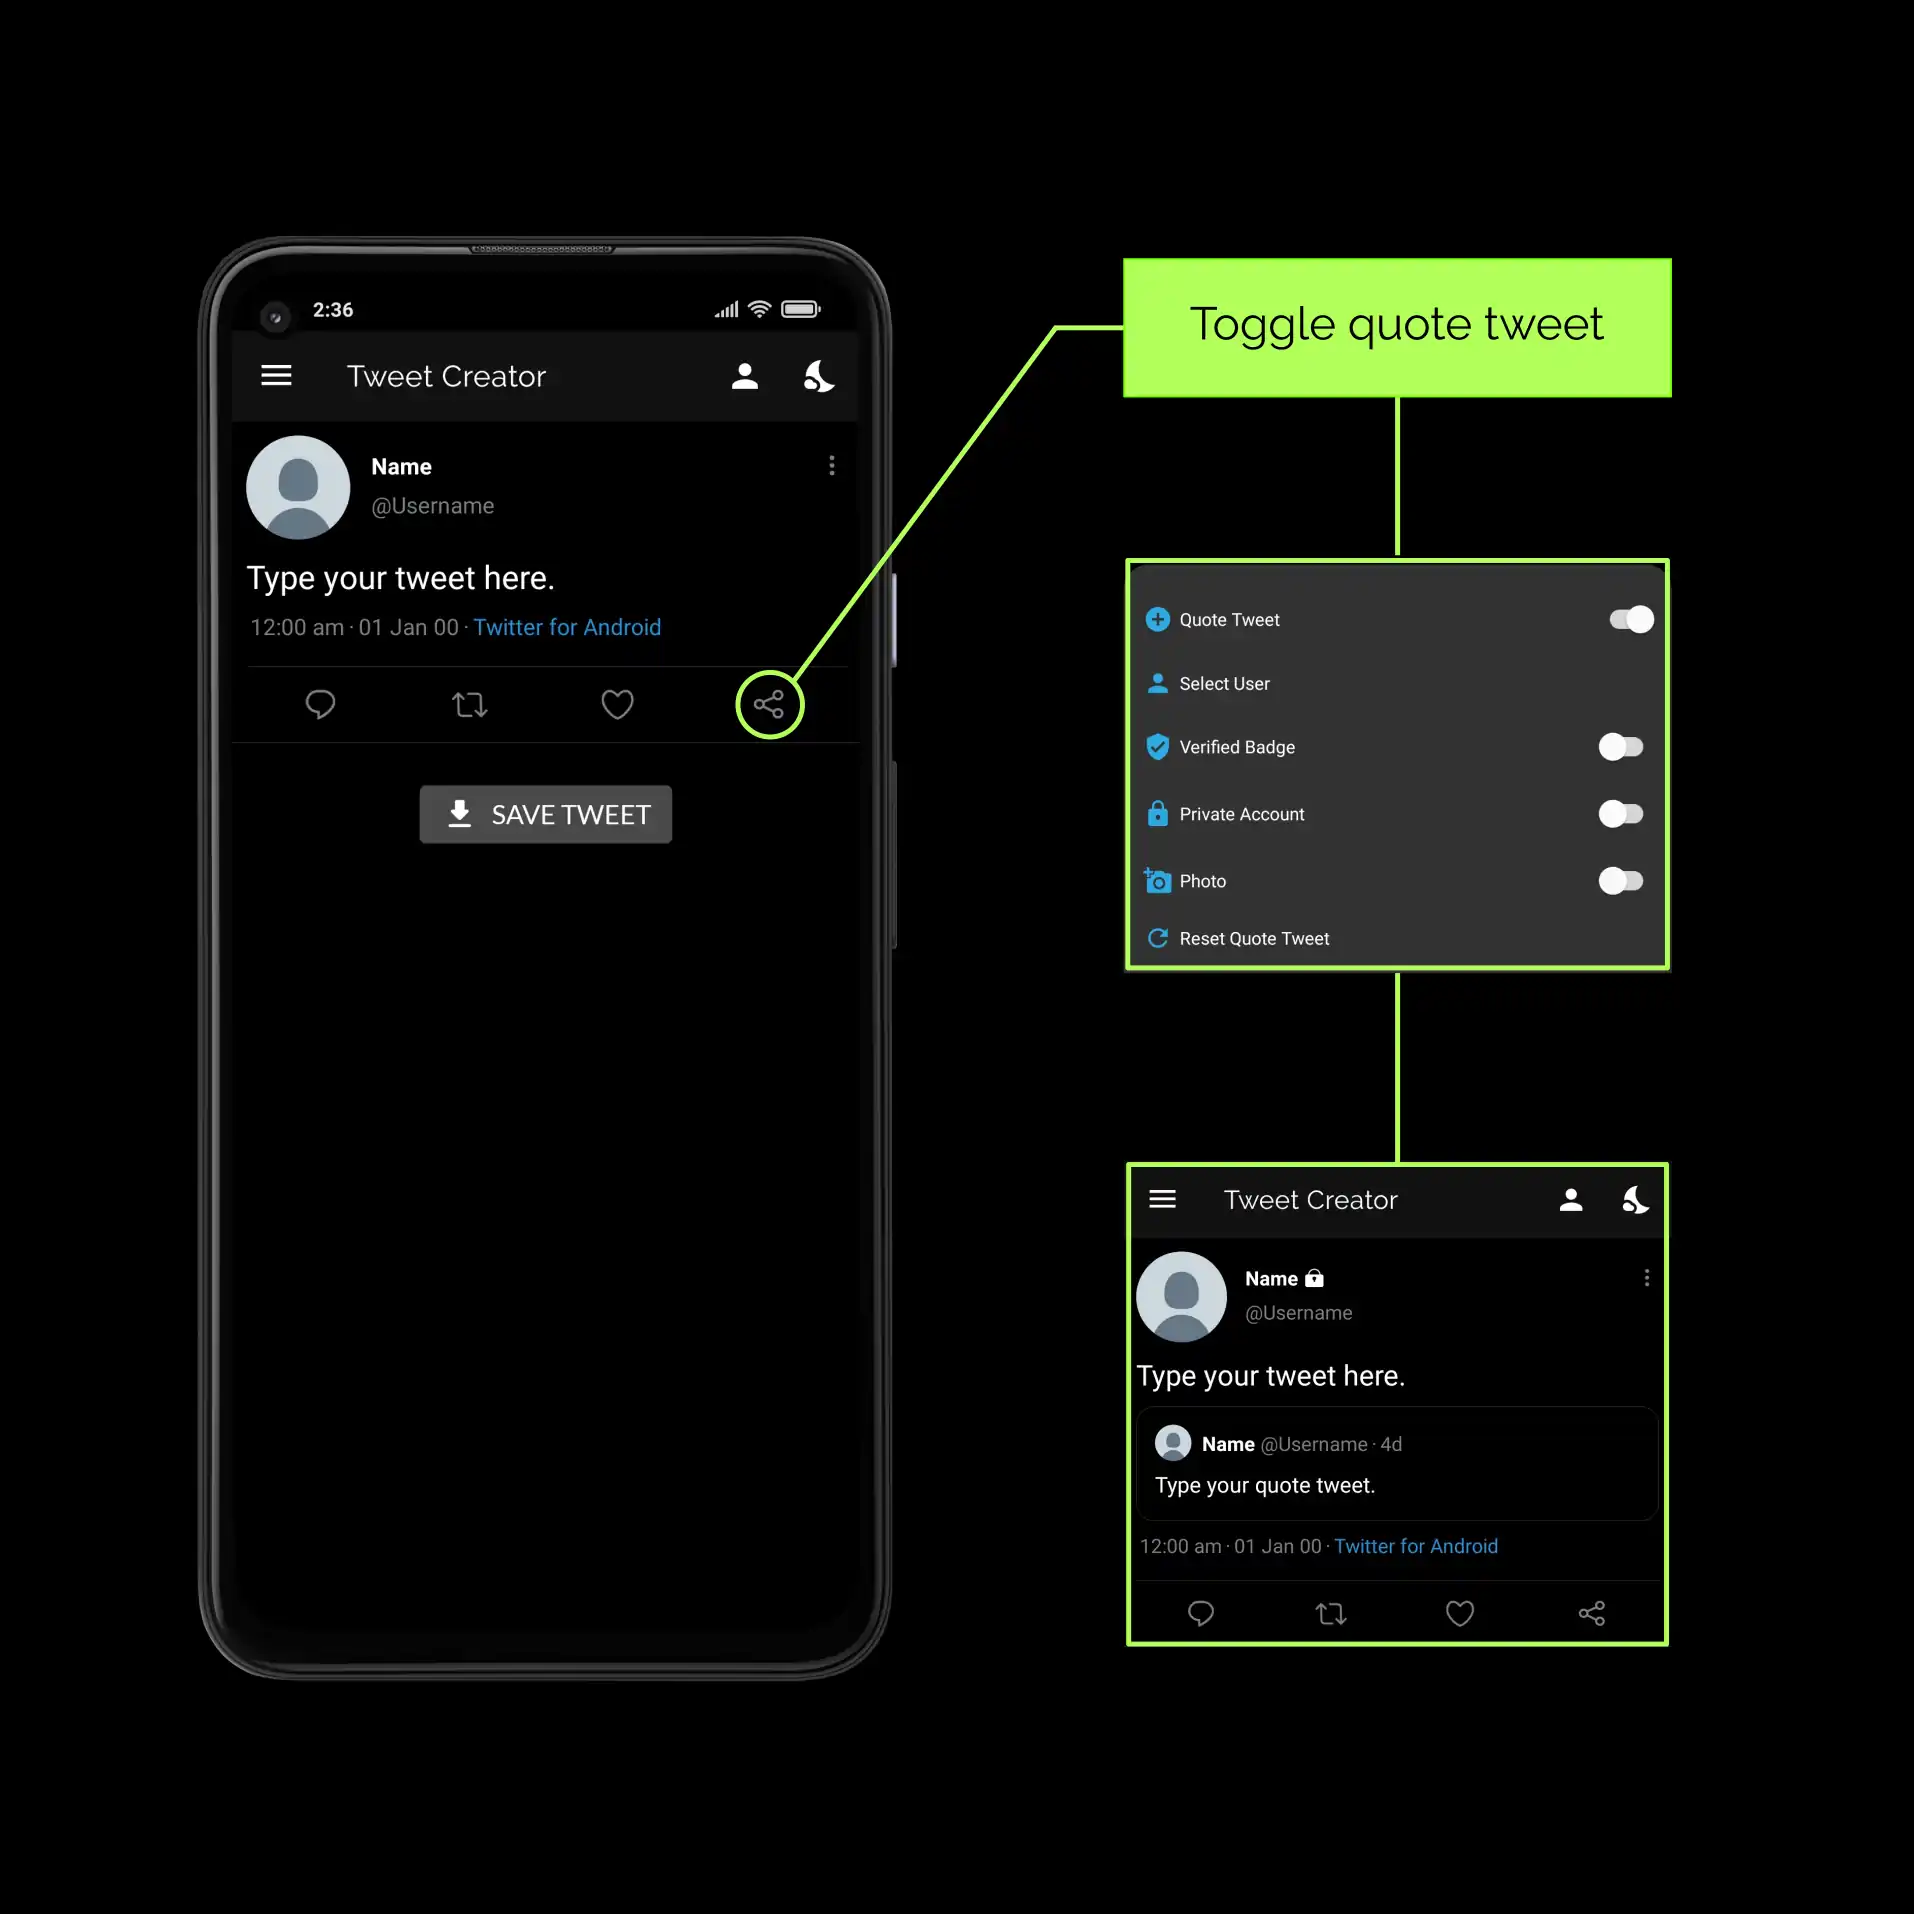 2:36
Tweet Creator
Name
@Username
Type your tweet here.
12:00 am · 01 Jan 00 · Twitter for Android
SAVE TWEET
Toggle quote tweet
Quote Tweet
Select User
Verified Badge
Private Account
Photo
Reset Quote Tweet
Tweet Creator
Name
@Username
Type your tweet here.
Name @Username · 4d
Type your quote tweet.
12:00 am · 01 Jan 00 · Twitter for Android